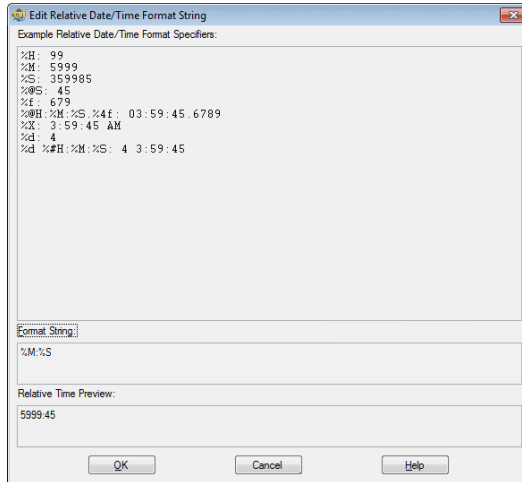 Edit Relative Date/Time Format String
Example Relative Date/Time Format Specifiers:
%H: 99
%M: 5999
%S: 359985
%@S: 45
%f: 679
%@H:%M:%S.%4f: 03:59:45.6789
%X: 3:59:45 AM
%d: 4
%d %#H:%M:%S: 4 3:59:45
Format String:
%M:%S
Relative Time Preview:
5999:45
OK Cancel Help